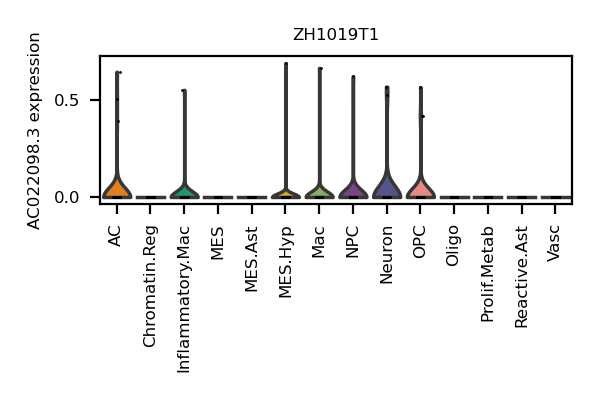 ZH1019T1
AC022098.3 expression
0.5
0.0
AC
Chromatin.Reg
Inflammatory.Mac
MES
MES.Ast
MES.Hyp
Mac
NPC
Neuron
OPC
Oligo
Prolif.Metab
Reactive.Ast
Vasc